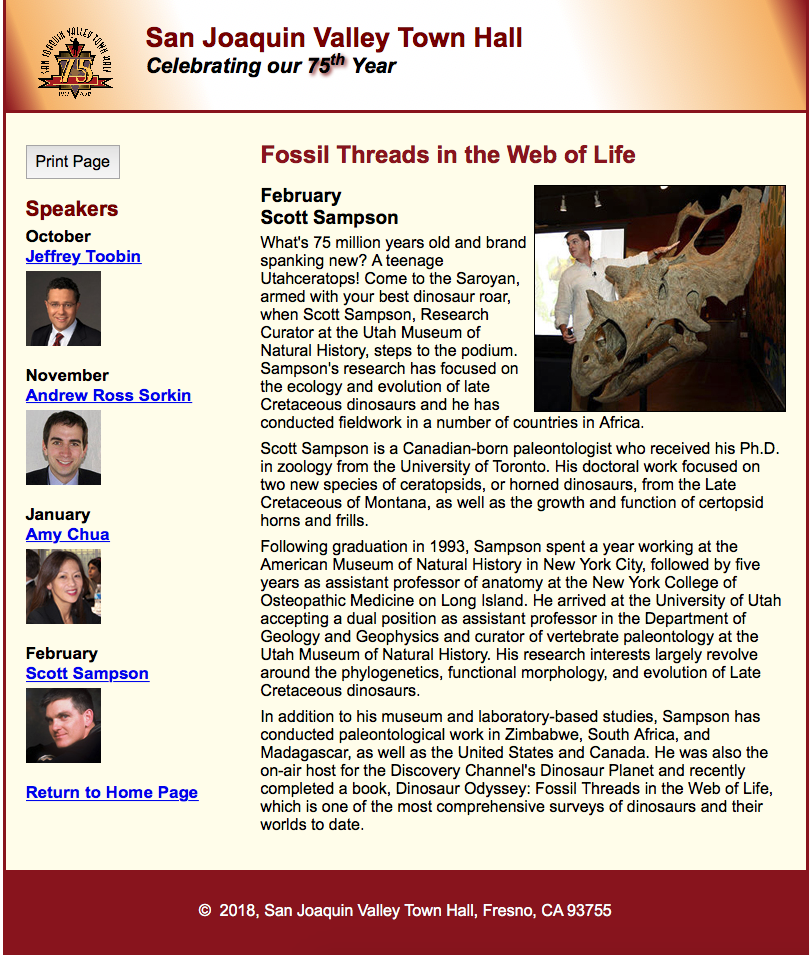 SAN JOAQUIN VALLEY TOWN HALL
75
San Joaquin Valley Town Hall
Celebrating our 75th Year
Print Page
Speakers
October
Jeffrey Toobin
November
Andrew Ross Sorkin
January
Amy Chua
February
Scott Sampson
Return to Home Page
Fossil Threads in the Web of Life
February
Scott Sampson
What's 75 million years old and brand
spanking new? A teenage
Utahceratops! Come to the Saroyan,
armed with your best dinosaur roar,
when Scott Sampson, Research
Curator at the Utah Museum of
Natural History, steps to the podium.
Sampson's research has focused on
the ecology and evolution of late
Cretaceous dinosaurs and he has
conducted fieldwork in a number of countries in Africa.
Scott Sampson is a Canadian-born paleontologist who received his Ph.D.
in zoology from the University of Toronto. His doctoral work focused on
two new species of ceratopsids, or horned dinosaurs, from the Late
Cretaceous of Montana, as well as the growth and function of certopsid
horns and frills.
Following graduation in 1993, Sampson spent a year working at the
American Museum of Natural History in New York City, followed by five
years as assistant professor of anatomy at the New York College of
Osteopathic Medicine on Long Island. He arrived at the University of Utah
accepting a dual position as assistant professor in the Department of
Geology and Geophysics and curator of vertebrate paleontology at the
Utah Museum of Natural History. His research interests largely revolve
around the phylogenetics, functional morphology, and evolution of Late
Cretaceous dinosaurs.
In addition to his museum and laboratory-based studies, Sampson has
conducted paleontological work in Zimbabwe, South Africa, and
Madagascar, as well as the United States and Canada. He was also the
on-air host for the Discovery Channel's Dinosaur Planet and recently
completed a book, Dinosaur Odyssey: Fossil Threads in the Web of Life,
which is one of the most comprehensive surveys of dinosaurs and their
worlds to date.
© 2018, San Joaquin Valley Town Hall, Fresno, CA 93755